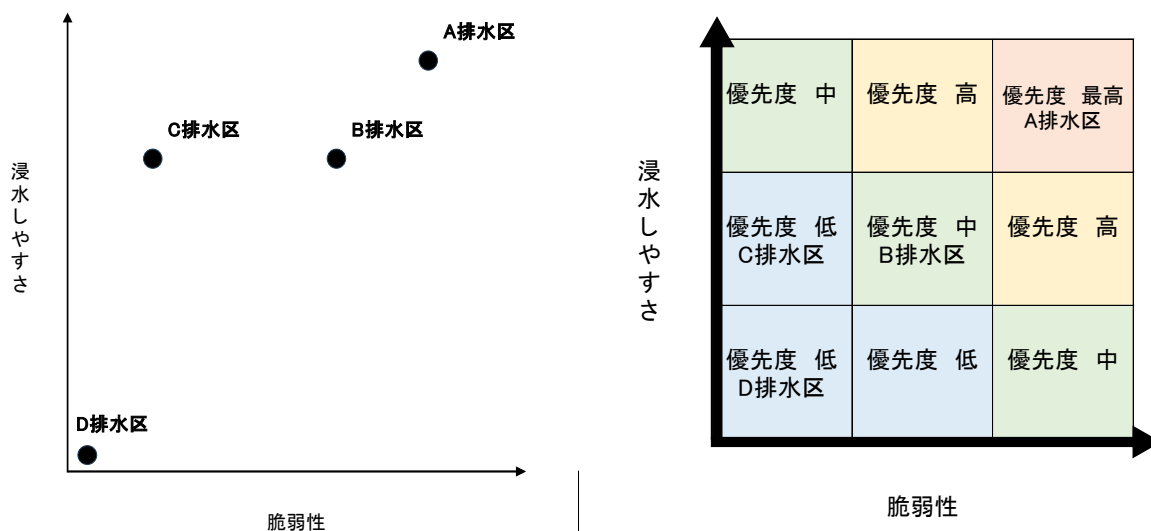 A排水区
C排水区
B排水区
D排水区
浸水しやすさ
脆弱性
優先度 中
優先度 高
優先度 最高
A排水区
優先度 低
C排水区
優先度 中
B排水区
優先度 高
優先度 低
D排水区
優先度 低
優先度 中
浸水しやすさ
脆弱性